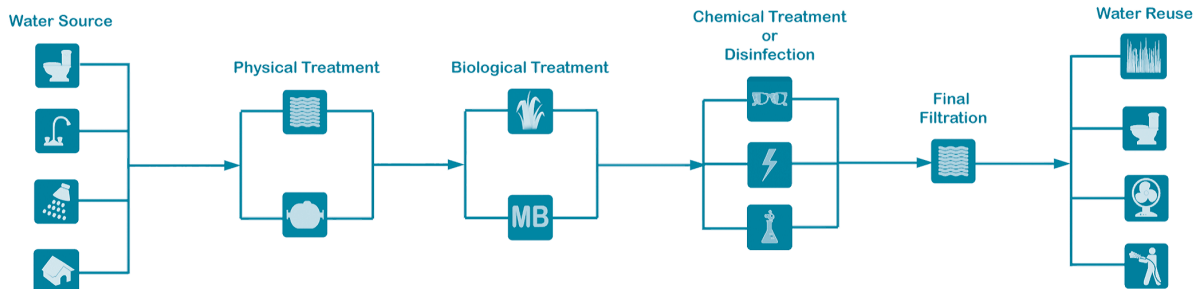 Water Source
Physical Treatment
Biological Treatment
MB
Chemical Treatment
or
Disinfection
Final
Filtration
Water Reuse